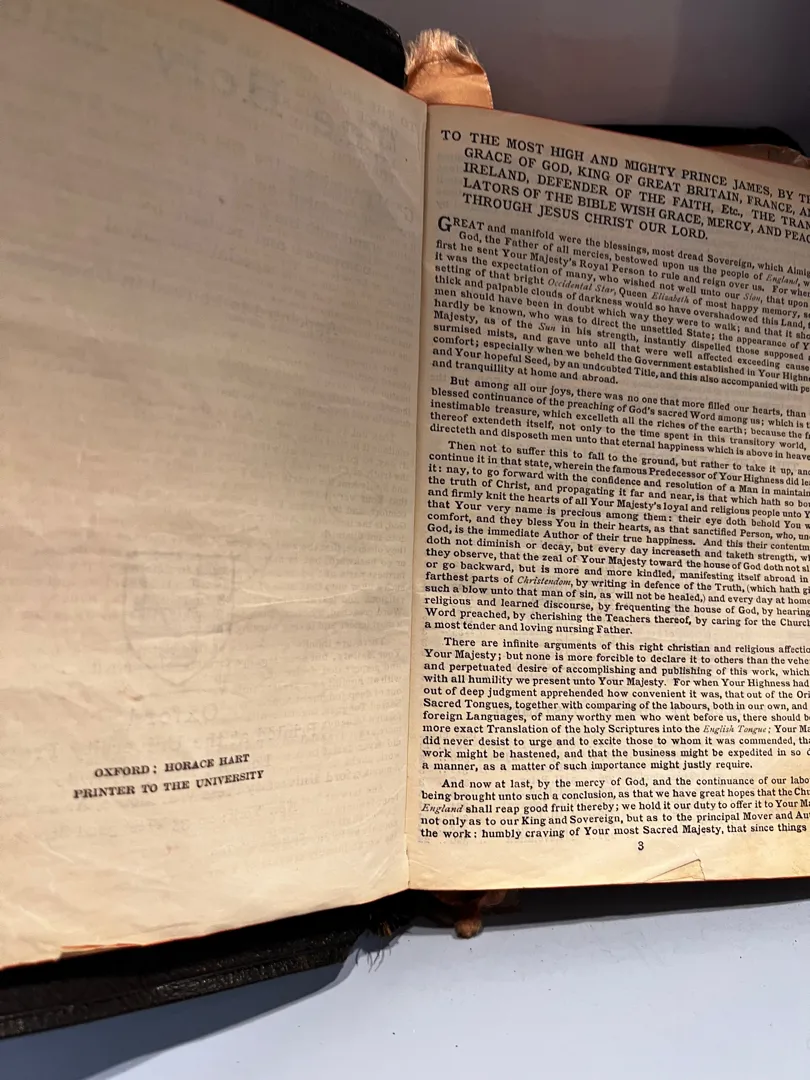 OXFORD: HORACE HART
PRINTER TO THE UNIVERSITY
TO THE MOST HIGH AND MIGHTY PRINCE JAMES, BY
GRACE OF GOD, KING OF GREAT BRITAIN, FRANCE,
IRELAND, DEFENDER OF THE FAITH, Etc., THE TRAN
LATORS OF THE BIBLE WISH GRACE, MERCY, AND PEAC
THROUGH JESUS CHRIST OUR LORD.
GREAT and manifold were the blessings, most dread Sovereign, which Almig
God, the Father of all mercies, bestowed upon us the people of England, w
first he sent Your Majesty's Royal Person to rule and reign over us. For when
it was the expectation of many, who wished not well unto our Sion, that upon
setting of that bright Occidental Star, Queen Elizabeth of most happy memory, s
thick and palpable clouds of darkness would so have overshadowed this Land,
men should have been in doubt which way they were to walk; and that it sho
hardly be known, who was to direct the unsettled State; the appearance of Y
Majesty, as of the Sun in his strength, instantly dispelled those supposed
surmised mists, and gave unto all that were well affected exceeding cause
comfort; especially when we beheld the Government established in Your Highne
and Your hopeful Seed, by an undoubted Title, and this also accompanied with pe
and tranquillity at home and abroad.
But among all our joys, there was no one that more filled our hearts, than
blessed continuance of the preaching of God's sacred Word among us; which is t
inestimable treasure, which excelleth all the riches of the earth; because the f
thereof extendeth itself, not only to the time spent in this transitory world,
directeth and disposeth men unto that eternal happiness which is above in heave
Then not to suffer this to fall to the ground, but rather to take it up, an
continue it in that state, wherein the famous Predecessor of Your Highness did le
it: nay, to go forward with the confidence and resolution of a Man in maintain
the truth of Christ, and propagating it far and near, is that which hath so bo
and firmly knit the hearts of all Your Majesty's loyal and religious people unto Y
that Your very name is precious among them: their eye doth behold You w
comfort, and they bless You in their hearts, as that sanctified Person, who, un
God, is the immediate Author of their true happiness. And this their contentm
doth not diminish or decay, but every day increaseth and taketh strength, w
they observe, that the zeal of Your Majesty toward the house of God doth not sl
or go backward, but is more and more kindled, manifesting itself abroad in
farthest parts of Christendom, by writing in defence of the Truth, (which hath gi
such a blow unto that man of sin, as will not be healed,) and every day at home
religious and learned discourse, by frequenting the house of God, by hearing
Word preached, by cherishing the Teachers thereof, by caring for the Churc
a most tender and loving nursing Father.
There are infinite arguments of this right christian and religious affectio
Your Majesty; but none is more forcible to declare it to others than the vehe
and perpetuated desire of accomplishing and publishing of this work, which
with all humility we present unto Your Majesty. For when Your Highness had
out of deep judgment apprehended how convenient it was, that out of the Ori
Sacred Tongues, together with comparing of the labours, both in our own, and
foreign Languages, of many worthy men who went before us, there should b
more exact Translation of the holy Scriptures into the English Tongue; Your Ma
did never desist to urge and to excite those to whom it was commended, tha
work might be hastened, and that the business might be expedited in so d
a manner, as a matter of such importance might justly require.
And now at last, by the mercy of God, and the continuance of our labo
being brought unto such a conclusion, as that we have great hopes that the Chu
England shall reap good fruit thereby; we hold it our duty to offer it to Your Ma
not only as to our King and Sovereign, but as to the principal Mover and Aut
the work: humbly craving of Your most Sacred Majesty, that since things
3